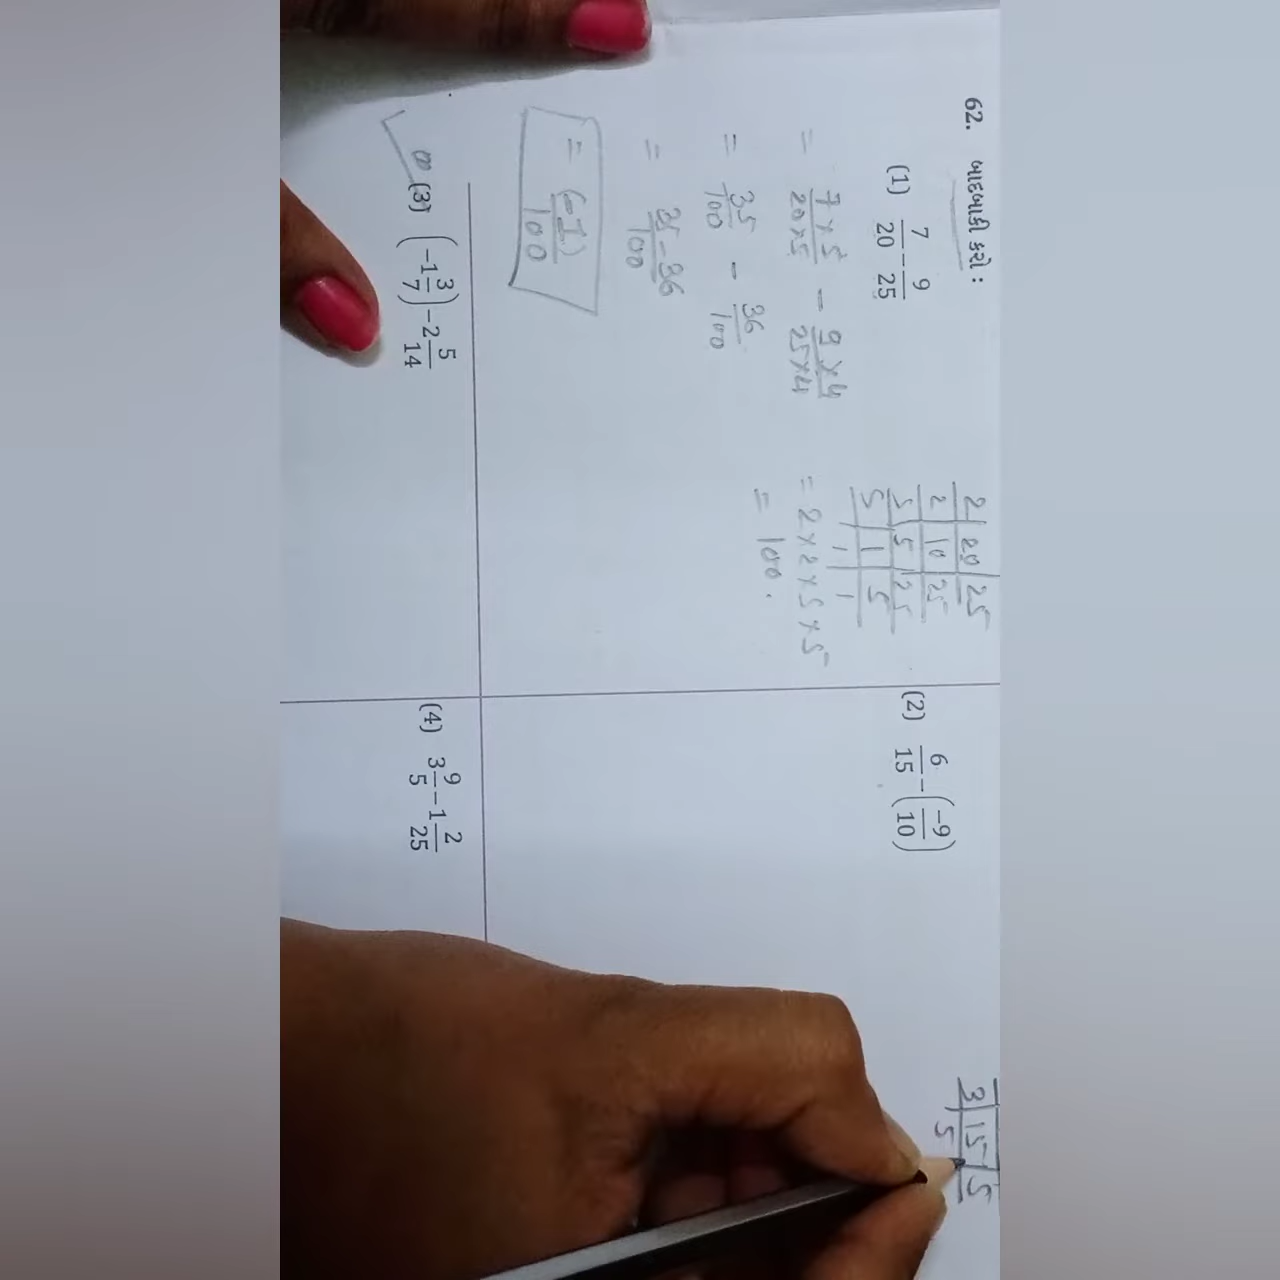 62. બાદબાકી કરો :
(1) 7/20 - 9/25
= 7×5/20×5 - 9×4/25×4
= 35/100 - 36/100
= 35-36/100
= (-1)/100
2 | 20 | 25
2 | 10 | 25
5 | 5 | 25
5 | 1 | 5
1 | 1
= 2×2×5×5
= 100.
(2) 6/15 - (-9/10)
3 | 15 | 5
5
(3) (-1 3/7) - 2 5/14
(4) 3 9/5 - 1 2/25